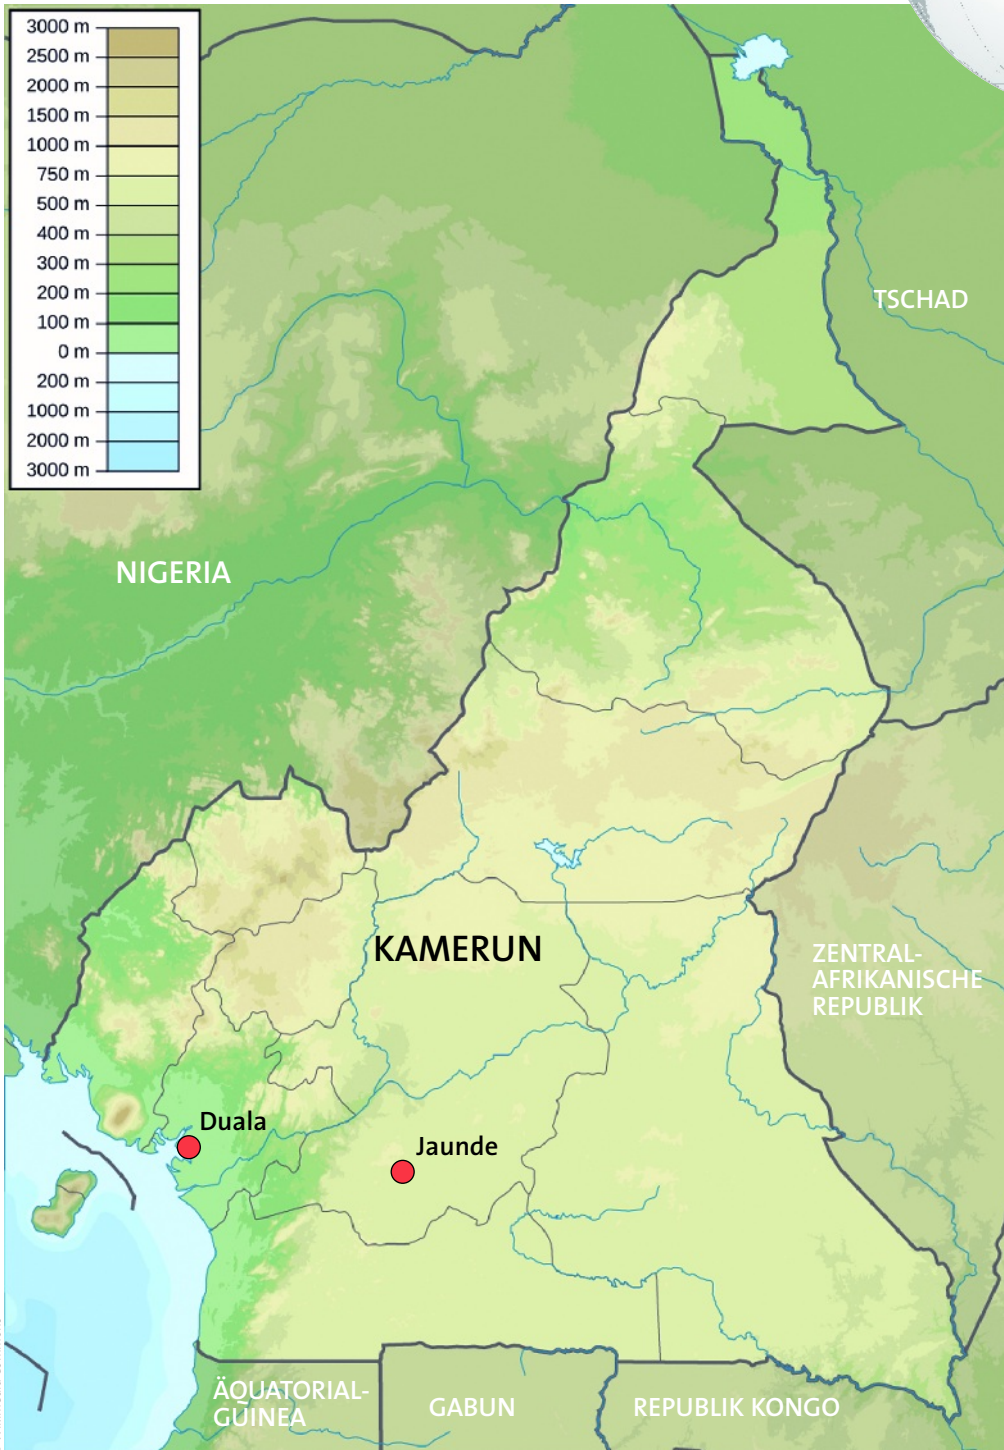 3000 m
2500 m
2000 m
1500 m
1000 m
750 m
500 m
400 m
300 m
200 m
100 m
0 m
200 m
1000 m
2000 m
3000 m
TSCHAD
NIGERIA
KAMERUN
ZENTRAL-
AFRIKANISCHE
REPUBLIK
Duala
Jaunde
ÄQUATORIAL-
GUINEA
GABUN
REPUBLIK KONGO